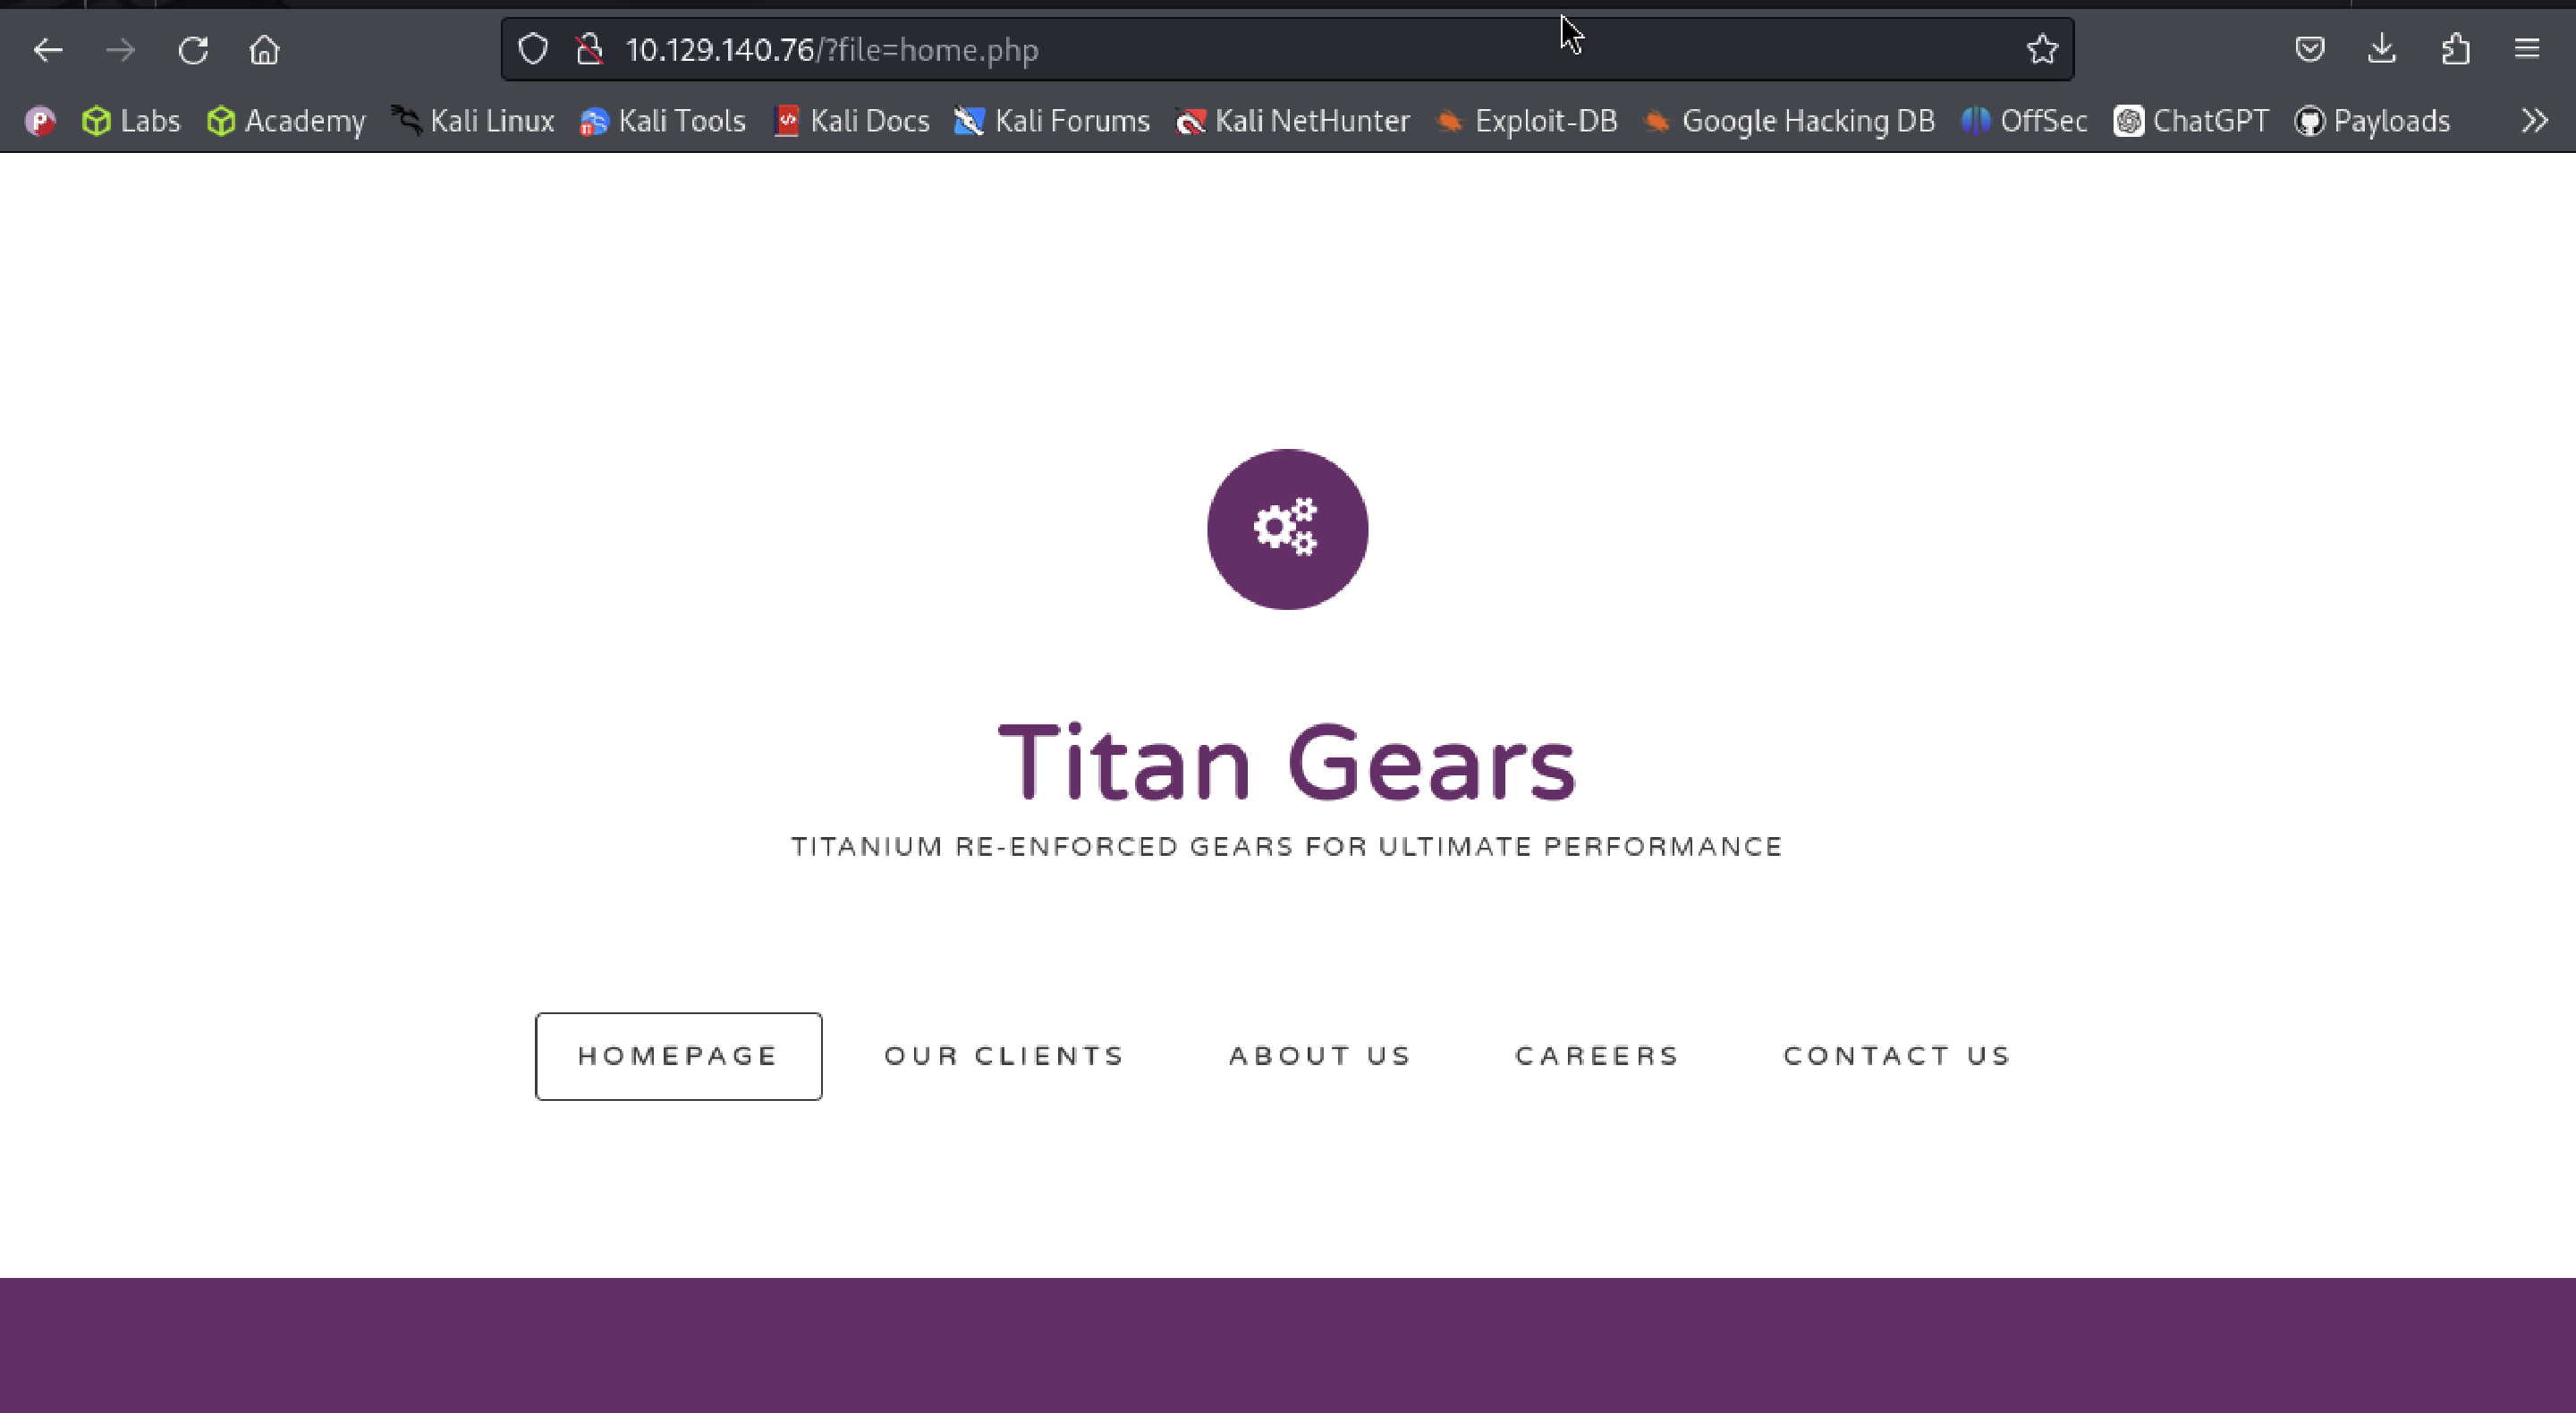 10.129.140.76/?file=home.php
Labs Academy Kali Linux Kali Tools Kali Docs Kali Forums Kali NetHunter Exploit-DB Google Hacking DB OffSec ChatGPT Payloads
Titan Gears
TITANIUM RE-ENFORCED GEARS FOR ULTIMATE PERFORMANCE
HOMEPAGE OUR CLIENTS ABOUT US CAREERS CONTACT US